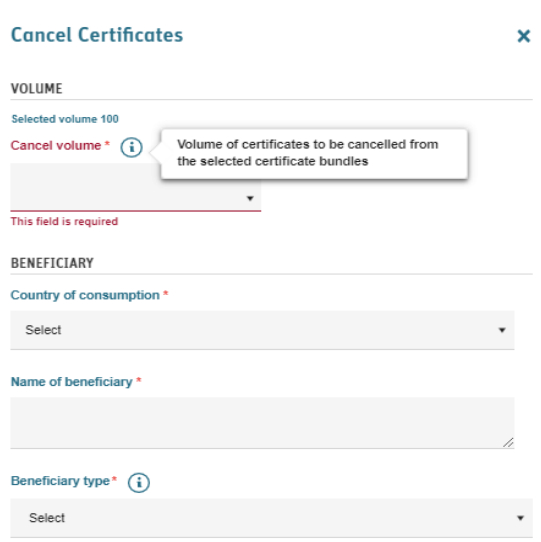 Cancel Certificates
VOLUME
Selected volume 100
Cancel volume *
Volume of certificates to be cancelled from
the selected certificate bundles
This field is required
BENEFICIARY
Country of consumption *
Select
Name of beneficiary *
Beneficiary type *
Select